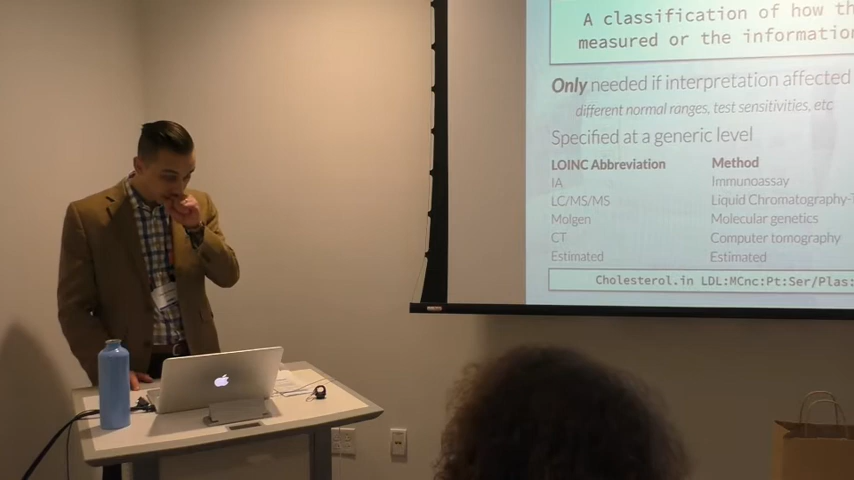 A classification of how th
measured or the information
Only needed if interpretation affected
different normal ranges, test sensitivities, etc
Specified at a generic level
LOINC Abbreviation Method
IA Immunoassay
LC/MS/MS Liquid Chromatography-T
Molgen Molecular genetics
CT Computer tomography
Estimated Estimated
Cholesterol.in LDL:MCnc:Pt:Ser/Plas: